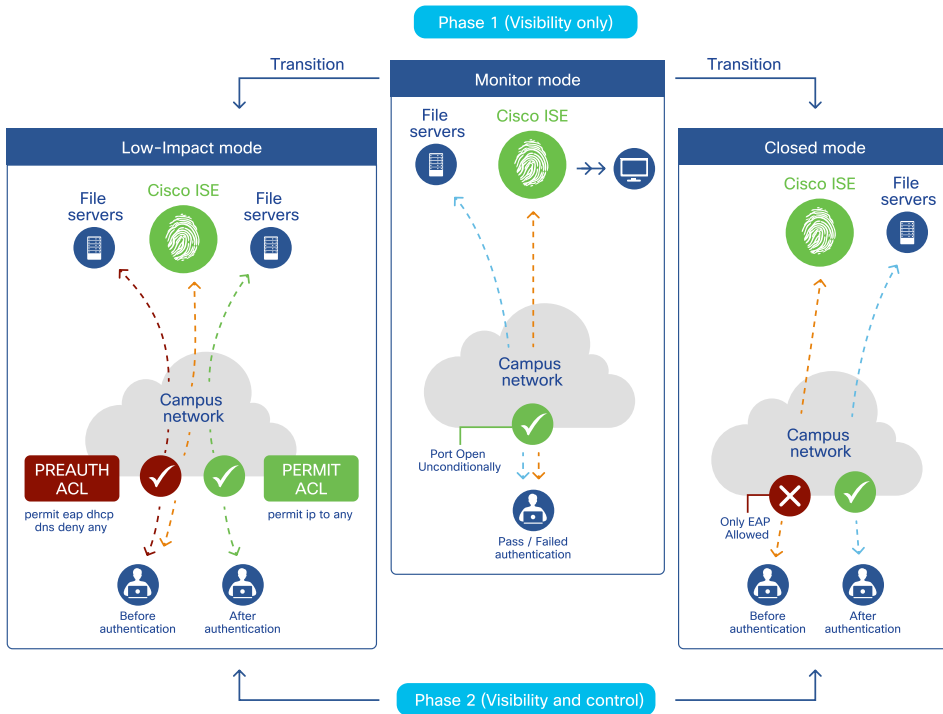 Phase 1 (Visibility only)
Transition
Transition
Monitor mode
File
servers
Cisco ISE
Campus
network
Port Open
Unconditionally
Pass / Failed
authentication
Low-Impact mode
File
servers
Cisco ISE
File
servers
Campus
network
PREAUTH
ACL
permit eap dhcp
dns deny any
PERMIT
ACL
permit ip to any
Before
authentication
After
authentication
Closed mode
Cisco ISE
File
servers
Campus
network
Only EAP
Allowed
Before
authentication
After
authentication
Phase 2 (Visibility and control)